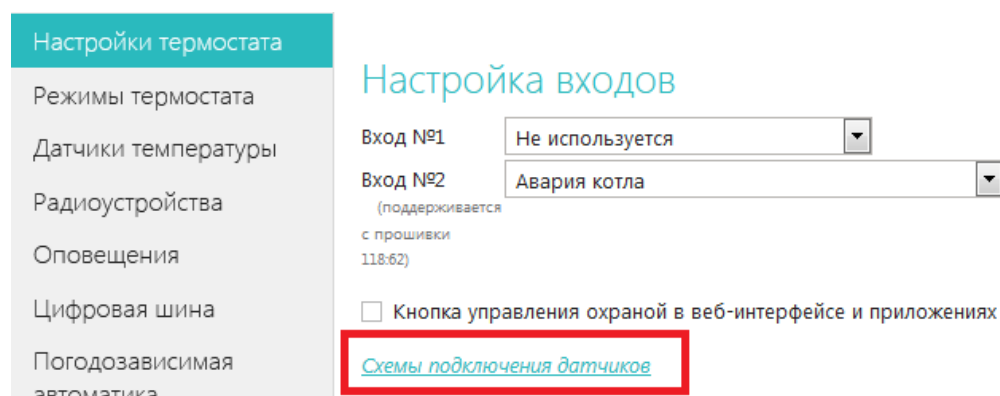 Настройки термостата
Режимы термостата
Датчики температуры
Радиоустройства
Оповещения
Цифровая шина
Погодозависимая
автоматика
Настройка входов
Вход №1 Не используется
Вход №2 Авария котла
(поддерживается
с прошивки
118:62)
Кнопка управления охраной в веб-интерфейсе и приложениях
Схемы подключения датчиков